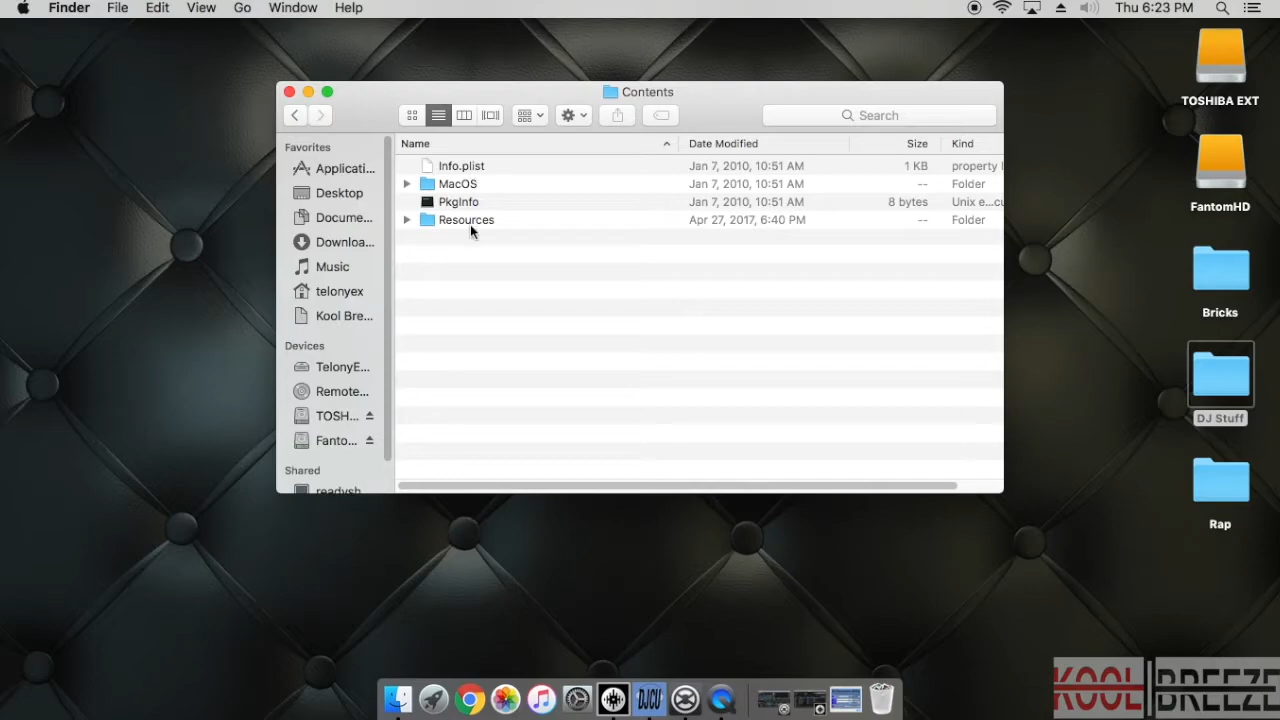 Finder File Edit View Go Window Help Thu 6:23 PM
TOSHIBA EXT
FantomHD
Bricks
DJ Stuff
Rap
Contents
Search
Favorites
Applicati...
Desktop
Docume...
Downloa...
Music
telonyex
Kool Bre...
Devices
TelonyE...
Remote...
TOSH...
Fanto...
Shared
readysh
Name Date Modified Size Kind
Info.plist Jan 7, 2010, 10:51 AM 1 KB property l
MacOS Jan 7, 2010, 10:51 AM -- Folder
PkgInfo Jan 7, 2010, 10:51 AM 8 bytes Unix e...cu
Resources Apr 27, 2017, 6:40 PM -- Folder
DJCU
KOOL BREEZE